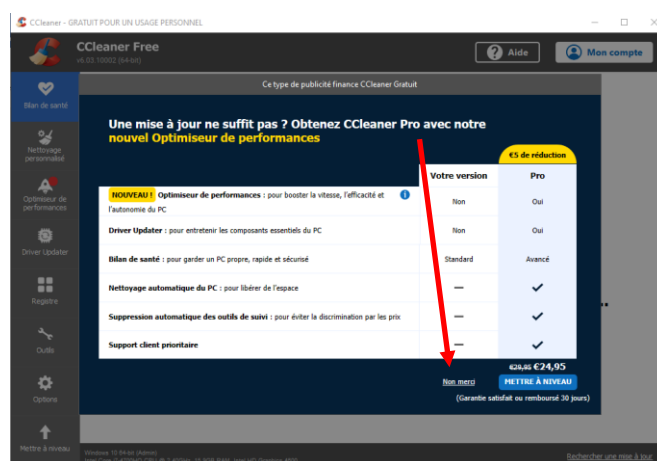 CCleaner - GRATUIT POUR UN USAGE PERSONNEL
CCleaner Free
v6.03.10002 (64-bit)
Aide
Mon compte
Ce type de publicité finance CCleaner Gratuit
Bilan de santé
Nettoyage
personnalisé
Optimiseur de
performances
Driver Updater
Registre
Outils
Options
Mettre à niveau
Une mise à jour ne suffit pas ? Obtenez CCleaner Pro avec notre
nouvel Optimiseur de performances
€5 de réduction
Votre version
Pro
NOUVEAU ! Optimiseur de performances : pour booster la vitesse, l'efficacité et
l'autonomie du PC
Non
Oui
Driver Updater : pour entretenir les composants essentiels du PC
Non
Oui
Bilan de santé : pour garder un PC propre, rapide et sécurisé
Standard
Avancé
Nettoyage automatique du PC : pour libérer de l'espace
—
Suppression automatique des outils de suivi : pour éviter la discrimination par les prix
—
Support client prioritaire
—
€29,95 €24,95
Non merci
METTRE À NIVEAU
(Garantie satisfait ou remboursé 30 jours)
Windows 10 64-bit (Admin)
Rechercher une mise à jour